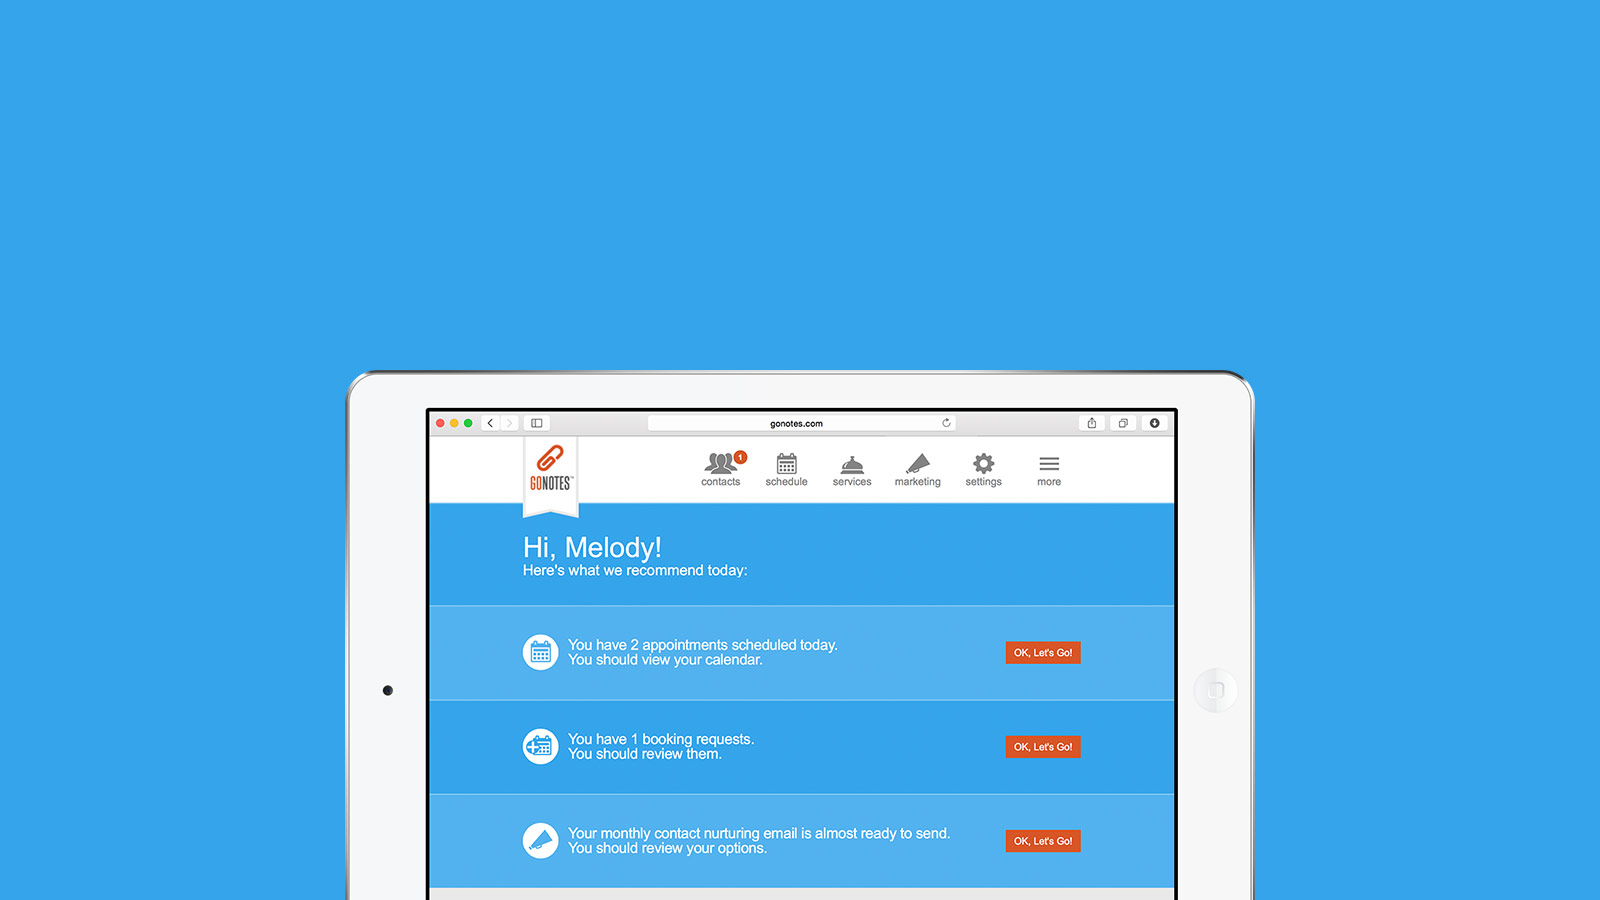 gonotes.com
GONOTES™
1
contacts
schedule
services
marketing
settings
more
Hi, Melody!
Here's what we recommend today:
You have 2 appointments scheduled today.
You should view your calendar.
OK, Let's Go!
You have 1 booking requests.
You should review them.
OK, Let's Go!
Your monthly contact nurturing email is almost ready to send.
You should review your options.
OK, Let's Go!